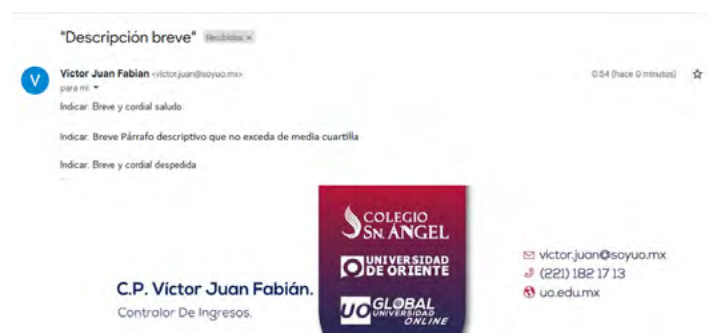 "Descripción breve" Recibidos ×
V
Victor Juan Fabian <victor.juan@soyuo.mx>
0:54 (hace 0 minutos)
para mí
Indicar: Breve y cordial saludo
Indicar: Breve Párrafo descriptivo que no exceda de media cuartilla
Indicar: Breve y cordial despedida
C.P. Víctor Juan Fabián.
Contralor De Ingresos.
COLEGIO
SN. ÁNGEL
UNIVERSIDAD
DE ORIENTE
UO GLOBAL
UNIVERSIDAD
ONLINE
victor.juan@soyuo.mx
(221) 182 17 13
uo.edu.mx